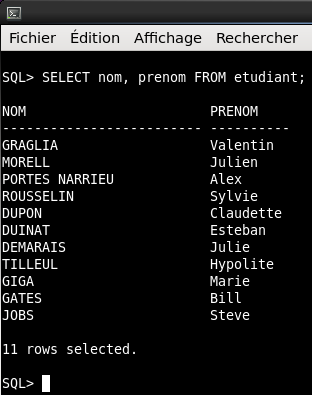 Fichier Édition Affichage Rechercher
SQL> SELECT nom, prenom FROM etudiant;
NOM PRENOM
------------------------- ----------
GRAGLIA Valentin
MORELL Julien
PORTES NARRIEU Alex
ROUSSELIN Sylvie
DUPON Claudette
DUINAT Esteban
DEMARAIS Julie
TILLEUL Hypolite
GIGA Marie
GATES Bill
JOBS Steve
11 rows selected.
SQL>